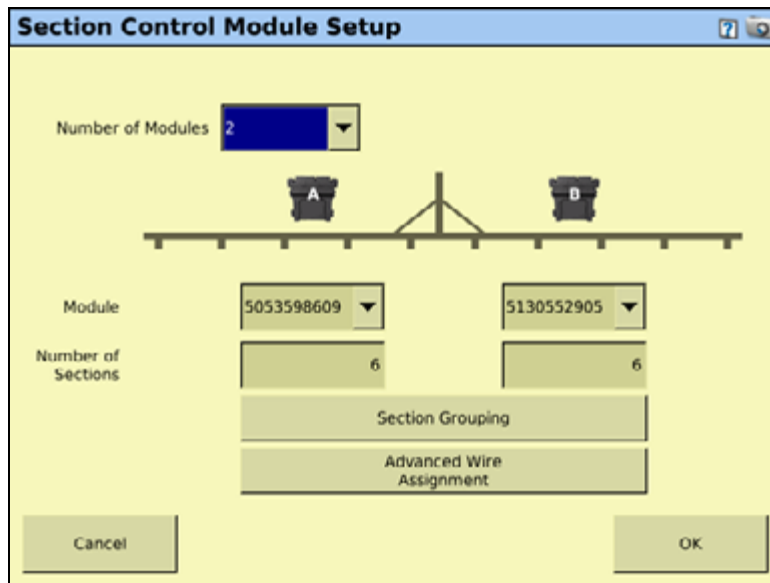 Section Control Module Setup
?
Number of Modules 2
A B
Module 5053598609 5130552905
Number of
Sections 6 6
Section Grouping
Advanced Wire
Assignment
Cancel OK